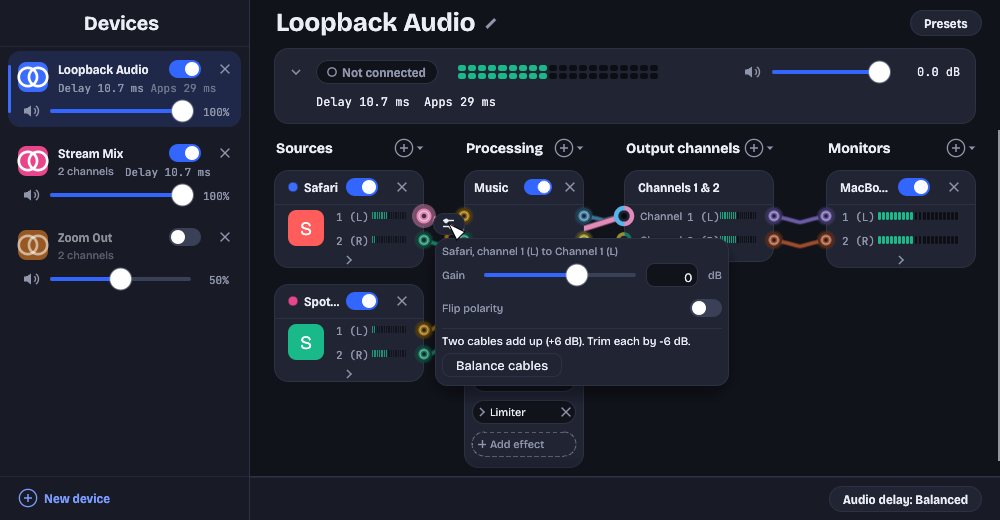 Devices
Loopback Audio
Delay 10.7 ms Apps 29 ms
100%
Stream Mix
2 channels Delay 10.7 ms
100%
Zoom Out
2 channels
50%
New device
Loopback Audio
Presets
Not connected
0.0 dB
Delay 10.7 ms Apps 29 ms
Sources
Processing
Output channels
Monitors
Safari
S
1 (L)
2 (R)
Music
Channels 1 & 2
Channel 1 (L)
MacBo...
1 (L)
2 (R)
Spot...
S
1 (L)
2 (R)
Safari, channel 1 (L) to Channel 1 (L)
Gain
0
dB
Flip polarity
Two cables add up (+6 dB). Trim each by -6 dB.
Balance cables
Limiter
+ Add effect
Audio delay: Balanced